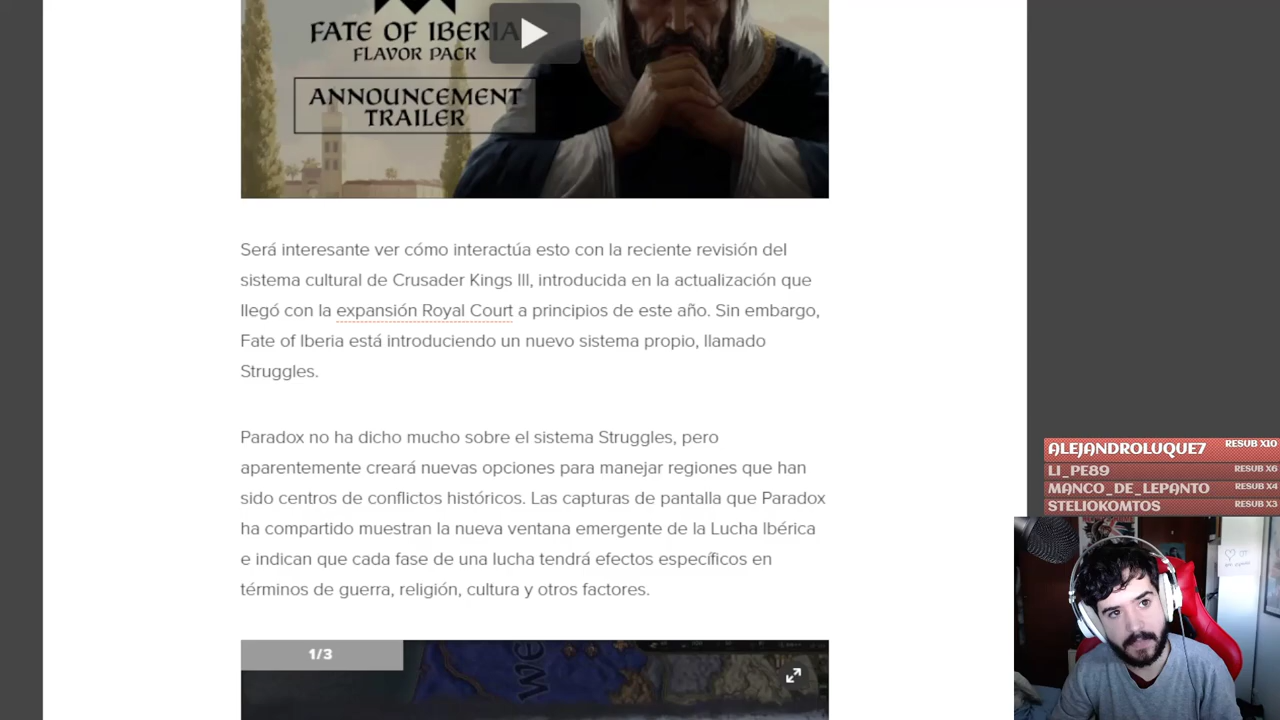 FATE OF IBERIA
FLAVOR PACK
ANNOUNCEMENT
TRAILER
Será interesante ver cómo interactúa esto con la reciente revisión del
sistema cultural de Crusader Kings III, introducida en la actualización que
llegó con la expansión Royal Court a principios de este año. Sin embargo,
Fate of Iberia está introduciendo un nuevo sistema propio, llamado
Struggles.
Paradox no ha dicho mucho sobre el sistema Struggles, pero
aparentemente creará nuevas opciones para manejar regiones que han
sido centros de conflictos históricos. Las capturas de pantalla que Paradox
ha compartido muestran la nueva ventana emergente de la Lucha Ibérica
e indican que cada fase de una lucha tendrá efectos específicos en
términos de guerra, religión, cultura y otros factores.
1/3
we
ALEJANDROLUQUE7 RESUB X10
LI_PE89 RESUB X6
MANCO_DE_LEPANTO RESUB X4
STELIOKOMTOS RESUB X3